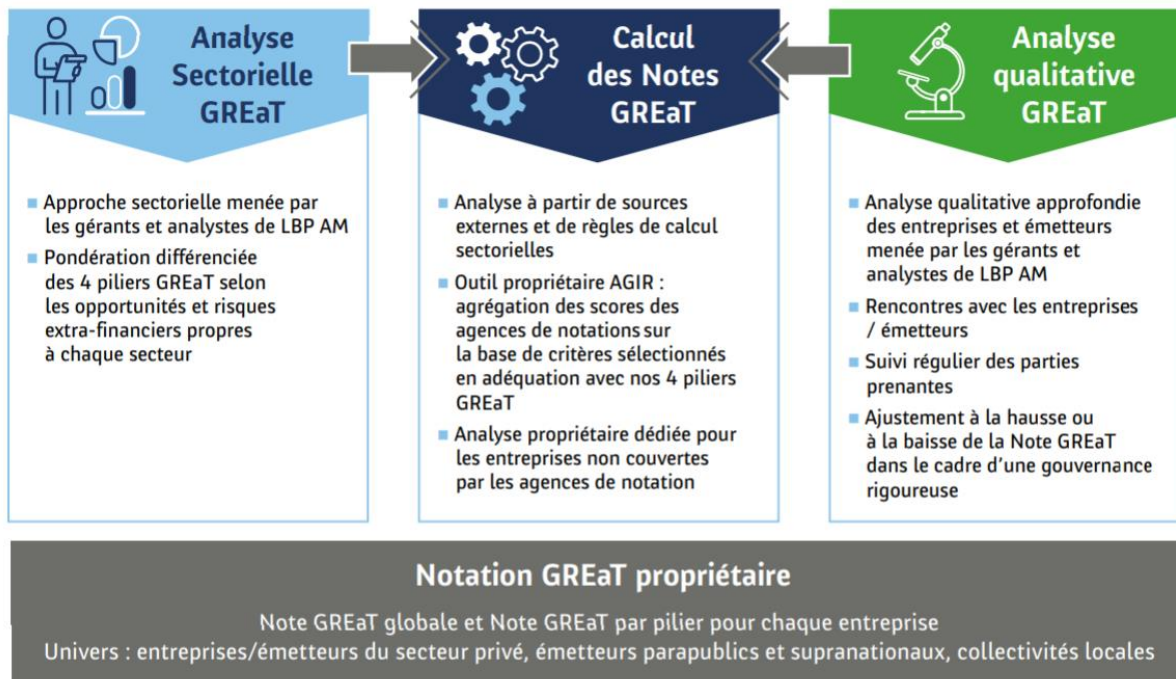 Analyse
Sectorielle
GREaT
Approche sectorielle menée par
les gérants et analystes de LBP AM
Pondération différenciée
des 4 piliers GREaT selon
les opportunités et risques
extra-financiers propres
à chaque secteur
Calcul
des Notes
GREaT
Analyse à partir de sources
externes et de règles de calcul
sectorielles
Outil propriétaire AGIR :
agrégation des scores des
agences de notations sur
la base de critères sélectionnés
en adéquation avec nos 4 piliers
GREaT
Analyse propriétaire dédiée pour
les entreprises non couvertes
par les agences de notation
Analyse
qualitative
GREaT
Analyse qualitative approfondie
des entreprises et émetteurs
menée par les gérants et
analystes de LBP AM
Rencontres avec les entreprises
/ émetteurs
Suivi régulier des parties
prenantes
Ajustement à la hausse ou
à la baisse de la Note GREaT
dans le cadre d'une gouvernance
rigoureuse
Notation GREaT propriétaire
Note GREaT globale et Note GREaT par pilier pour chaque entreprise
Univers : entreprises/émetteurs du secteur privé, émetteurs parapublics et supranationaux, collectivités locales